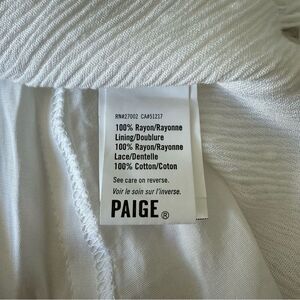 RN#27002 CA#51217
100% Rayon/Rayonne
Lining/Doublure
100% Rayon/Rayonne
Lace/Dentelle
100% Cotton/Coton
See care on reverse.
Voir le soin sur l'inverse.
PAIGE®